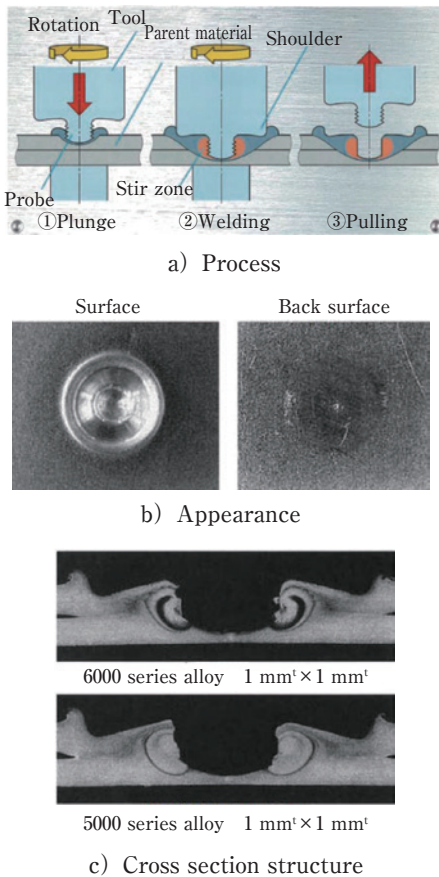 Rotation Tool
Parent material Shoulder
Probe Stir zone
①Plunge ②Welding ③Pulling
a) Process
Surface Back surface
b) Appearance
6000 series alloy 1 mmᵗ×1 mmᵗ
5000 series alloy 1 mmᵗ×1 mmᵗ
c) Cross section structure